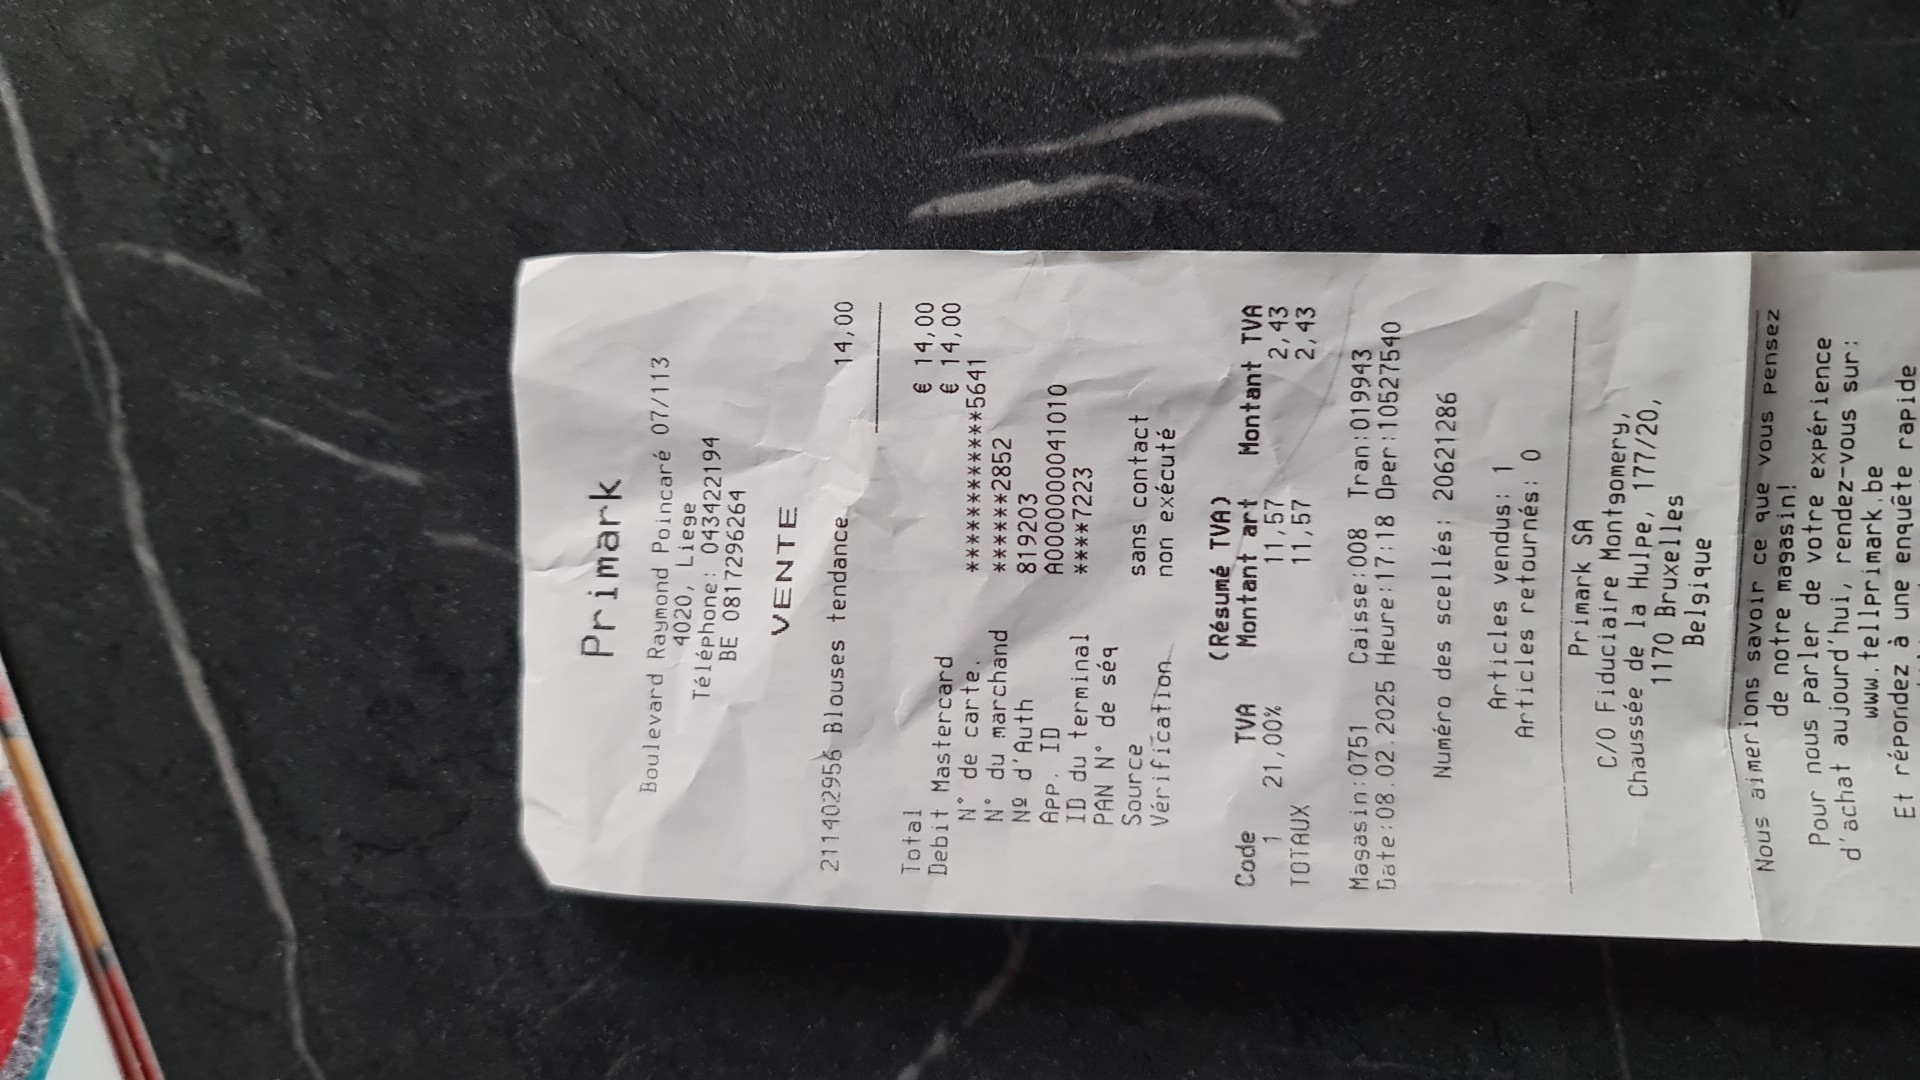 Primark
Boulevard Raymond Poincaré 07/113
4020, Liege
Téléphone: 043422194
BE 0817296264
VENTE
211402956 Blouses tendance 14,00
Total € 14,00
Debit Mastercard € 14,00
N° de carte. ************5641
N° du marchand ******2852
Nº d'Auth 819203
App. ID A0000000041010
ID du terminal ****7223
PAN N° de séq
Source sans contact
Vérification non exécuté
(Résumé TVA)
Code TVA Montant art Montant TVA
1 21,00% 11,57 2,43
TOTAUX 11,57 2,43
Magasin:0751 Caisse:008 Tran:019943
Date:08.02.2025 Heure:17:18 Oper:10527540
Numéro des scellés: 20621286
Articles vendus: 1
Articles retournés: 0
Primark SA
C/O Fiduciaire Montgomery,
Chaussée de la Hulpe, 177/20,
1170 Bruxelles
Belgique
Nous aimerions savoir ce que vous pensez
de notre magasin!
Pour nous parler de votre expérience
d'achat aujourd'hui, rendez-vous sur:
www.tellprimark.be
Et répondez à une enquête rapide